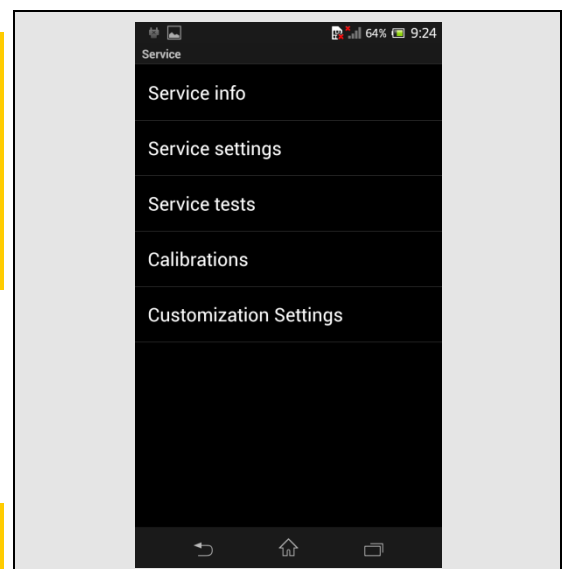 64% 9:24
Service
Service info
Service settings
Service tests
Calibrations
Customization Settings